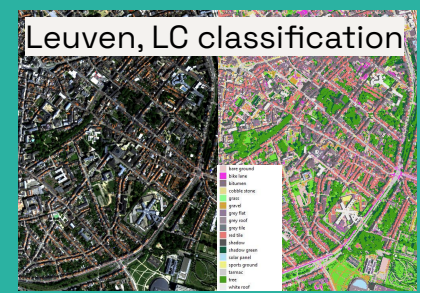 Leuven, LC classification
bare ground
bike lane
bitumen
cobble stone
grass
gravel
grey flat
grey roof
grey tile
red tile
shadow
shadow green
solar panel
sports ground
tarmac
tree
white roof